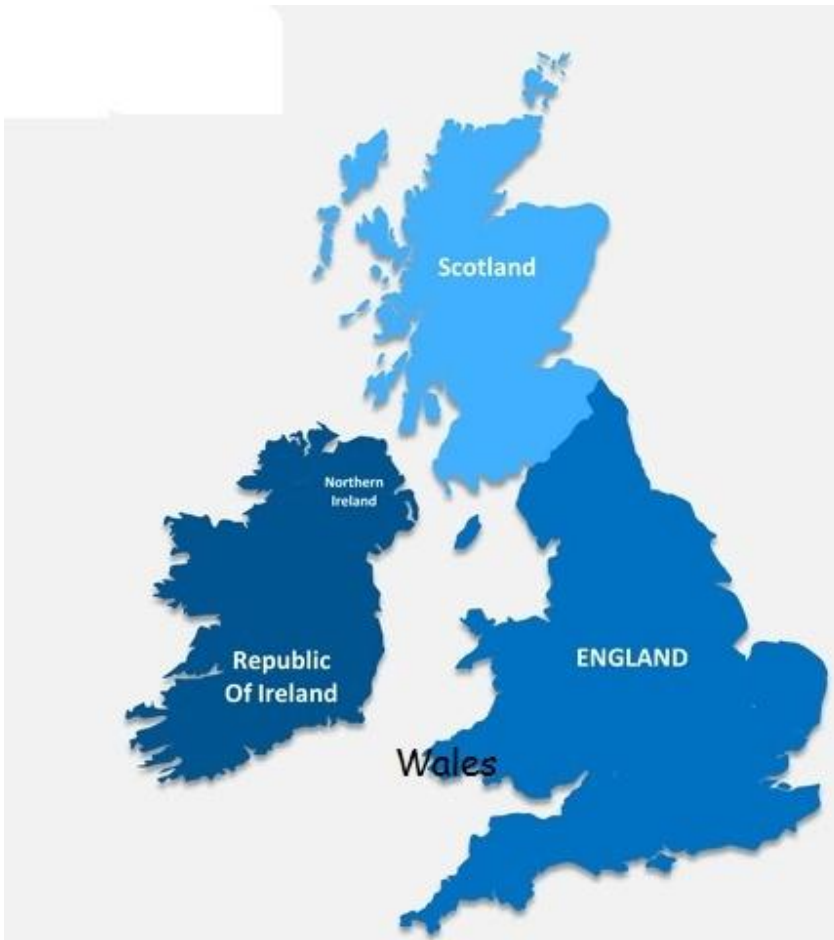 Scotland
Northern
Ireland
Republic
Of Ireland
ENGLAND
Wales